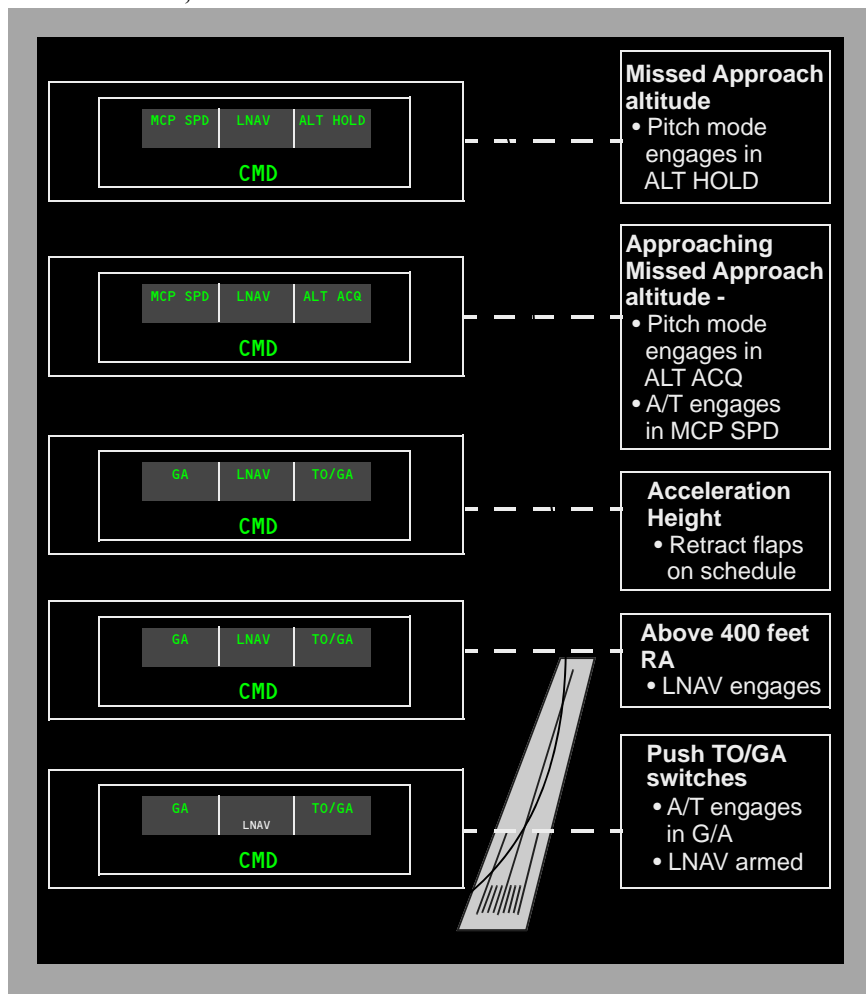 MCP SPD LNAV ALT HOLD
CMD
Missed Approach
altitude
• Pitch mode
engages in
ALT HOLD
MCP SPD LNAV ALT ACQ
CMD
Approaching
Missed Approach
altitude -
• Pitch mode
engages in
ALT ACQ
• A/T engages
in MCP SPD
GA LNAV TO/GA
CMD
Acceleration
Height
• Retract flaps
on schedule
GA LNAV TO/GA
CMD
Above 400 feet
RA
• LNAV engages
GA TO/GA
LNAV
CMD
Push TO/GA
switches
• A/T engages
in G/A
• LNAV armed